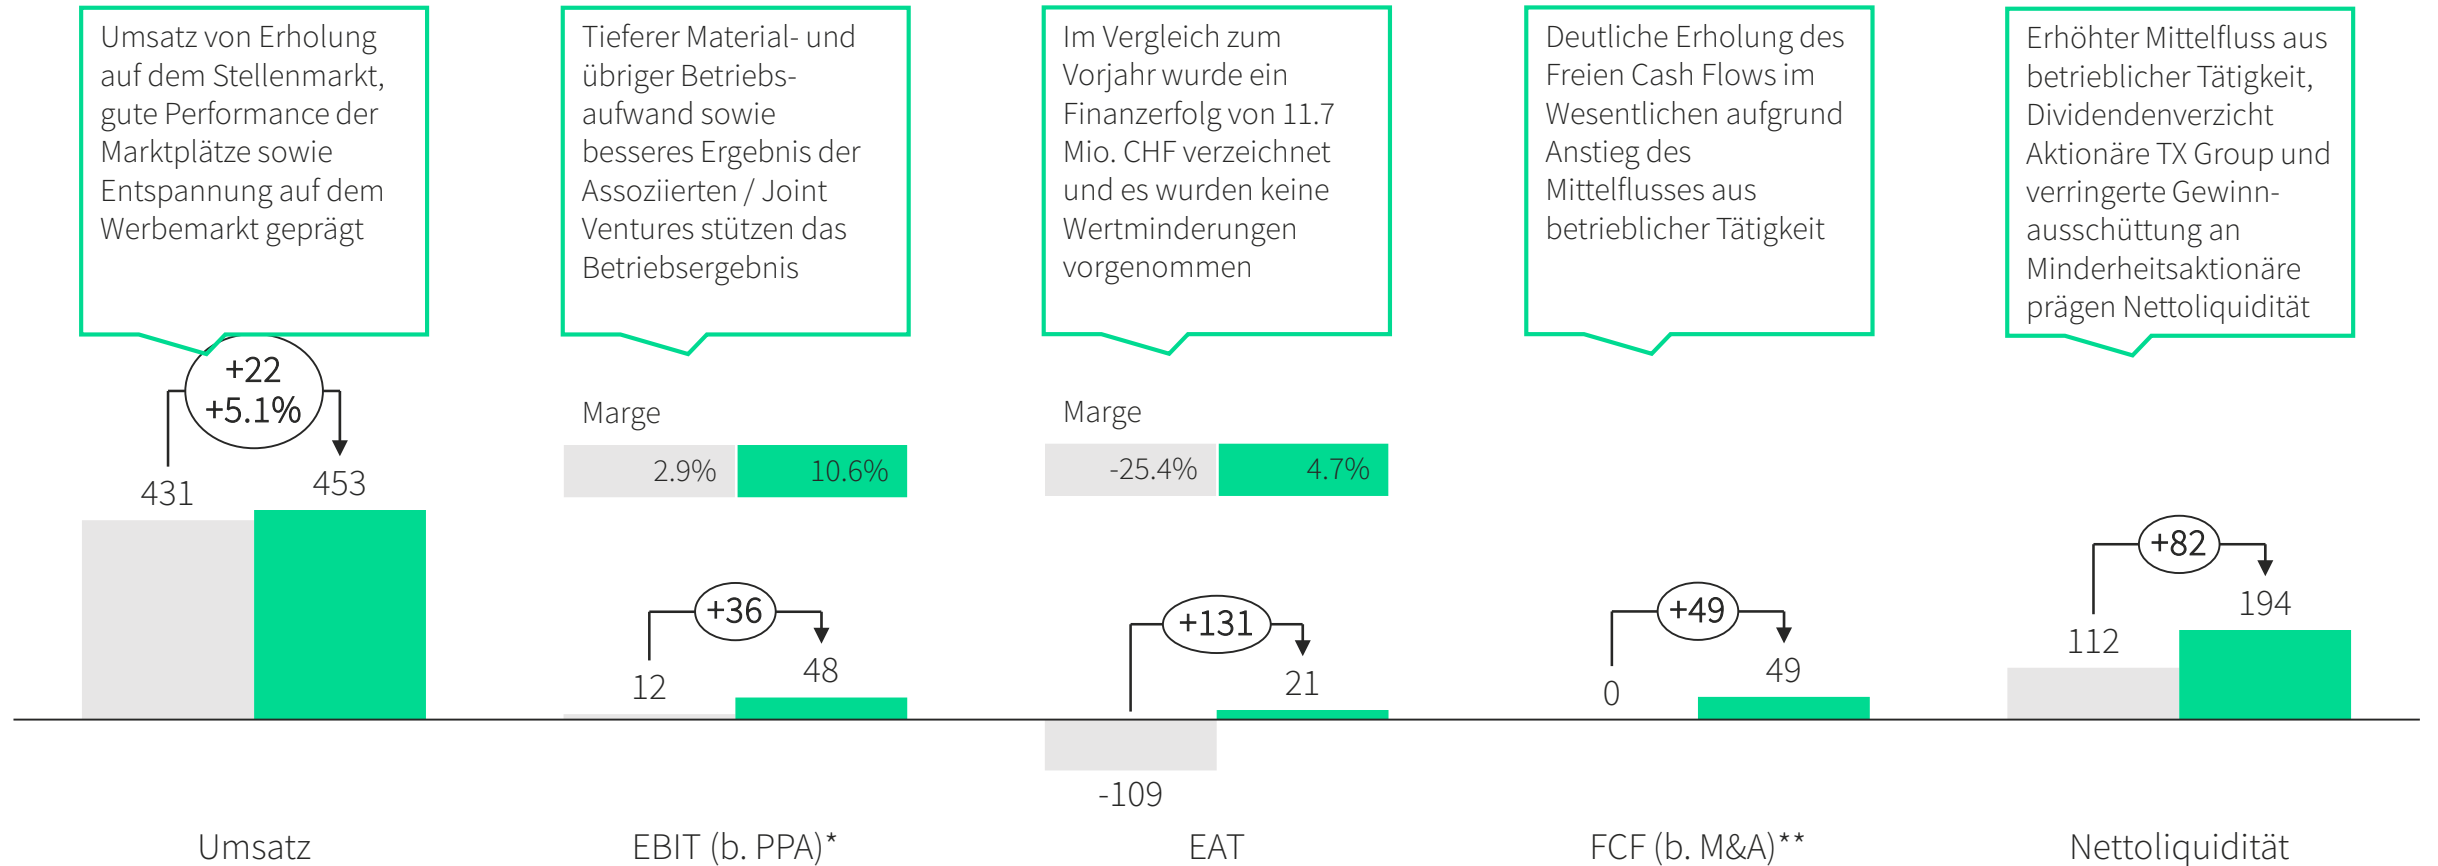 Umsatz von Erholung
auf dem Stellenmarkt,
gute Performance der
Marktplätze sowie
Entspannung auf dem
Werbemarkt geprägt
Tieferer Material- und
übriger Betriebs-
aufwand sowie
besseres Ergebnis der
Assoziierten / Joint
Ventures stützen das
Betriebsergebnis
Im Vergleich zum
Vorjahr wurde ein
Finanzerfolg von 11.7
Mio. CHF verzeichnet
und es wurden keine
Wertminderungen
vorgenommen
Deutliche Erholung des
Freien Cash Flows im
Wesentlichen aufgrund
Anstieg des
Mittelflusses aus
betrieblicher Tätigkeit
Erhöhter Mittelfluss aus
betrieblicher Tätigkeit,
Dividendenverzicht
Aktionäre TX Group und
verringerte Gewinn-
ausschüttung an
Minderheitsaktionäre
prägen Nettoliquidität
+22
+5.1%
431
453
Marge
2.9%
10.6%
+36
12
48
Marge
-25.4%
4.7%
+131
21
-109
+49
0
49
+82
112
194
Umsatz
EBIT (b. PPA)*
EAT
FCF (b. M&A)**
Nettoliquidität